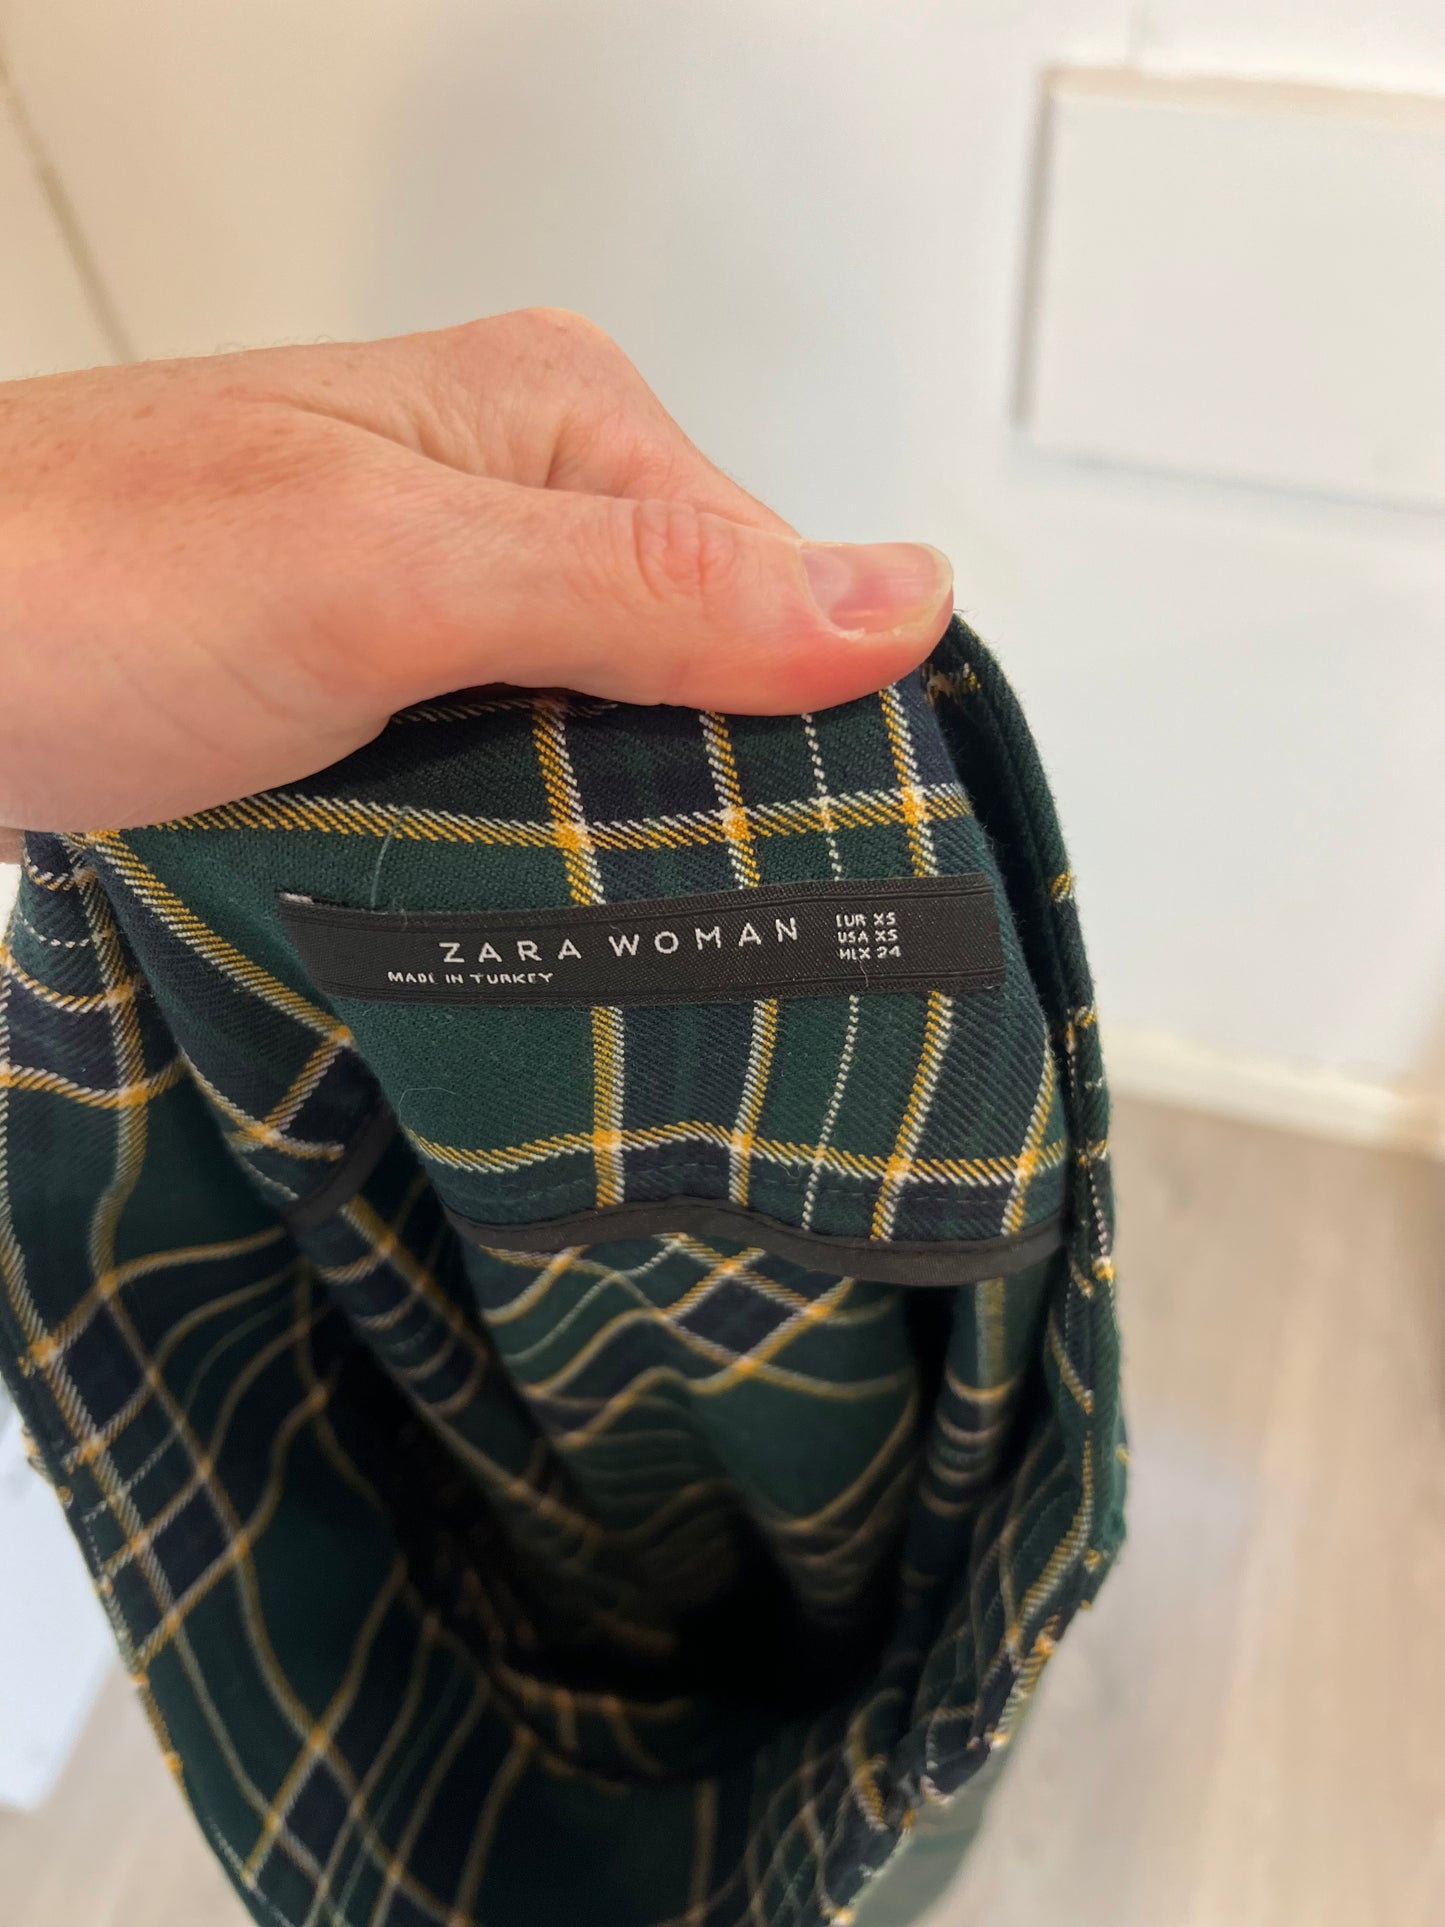 ZARA WOMAN
MADE IN TURKEY
EUR XS
USA XS
MEX 24